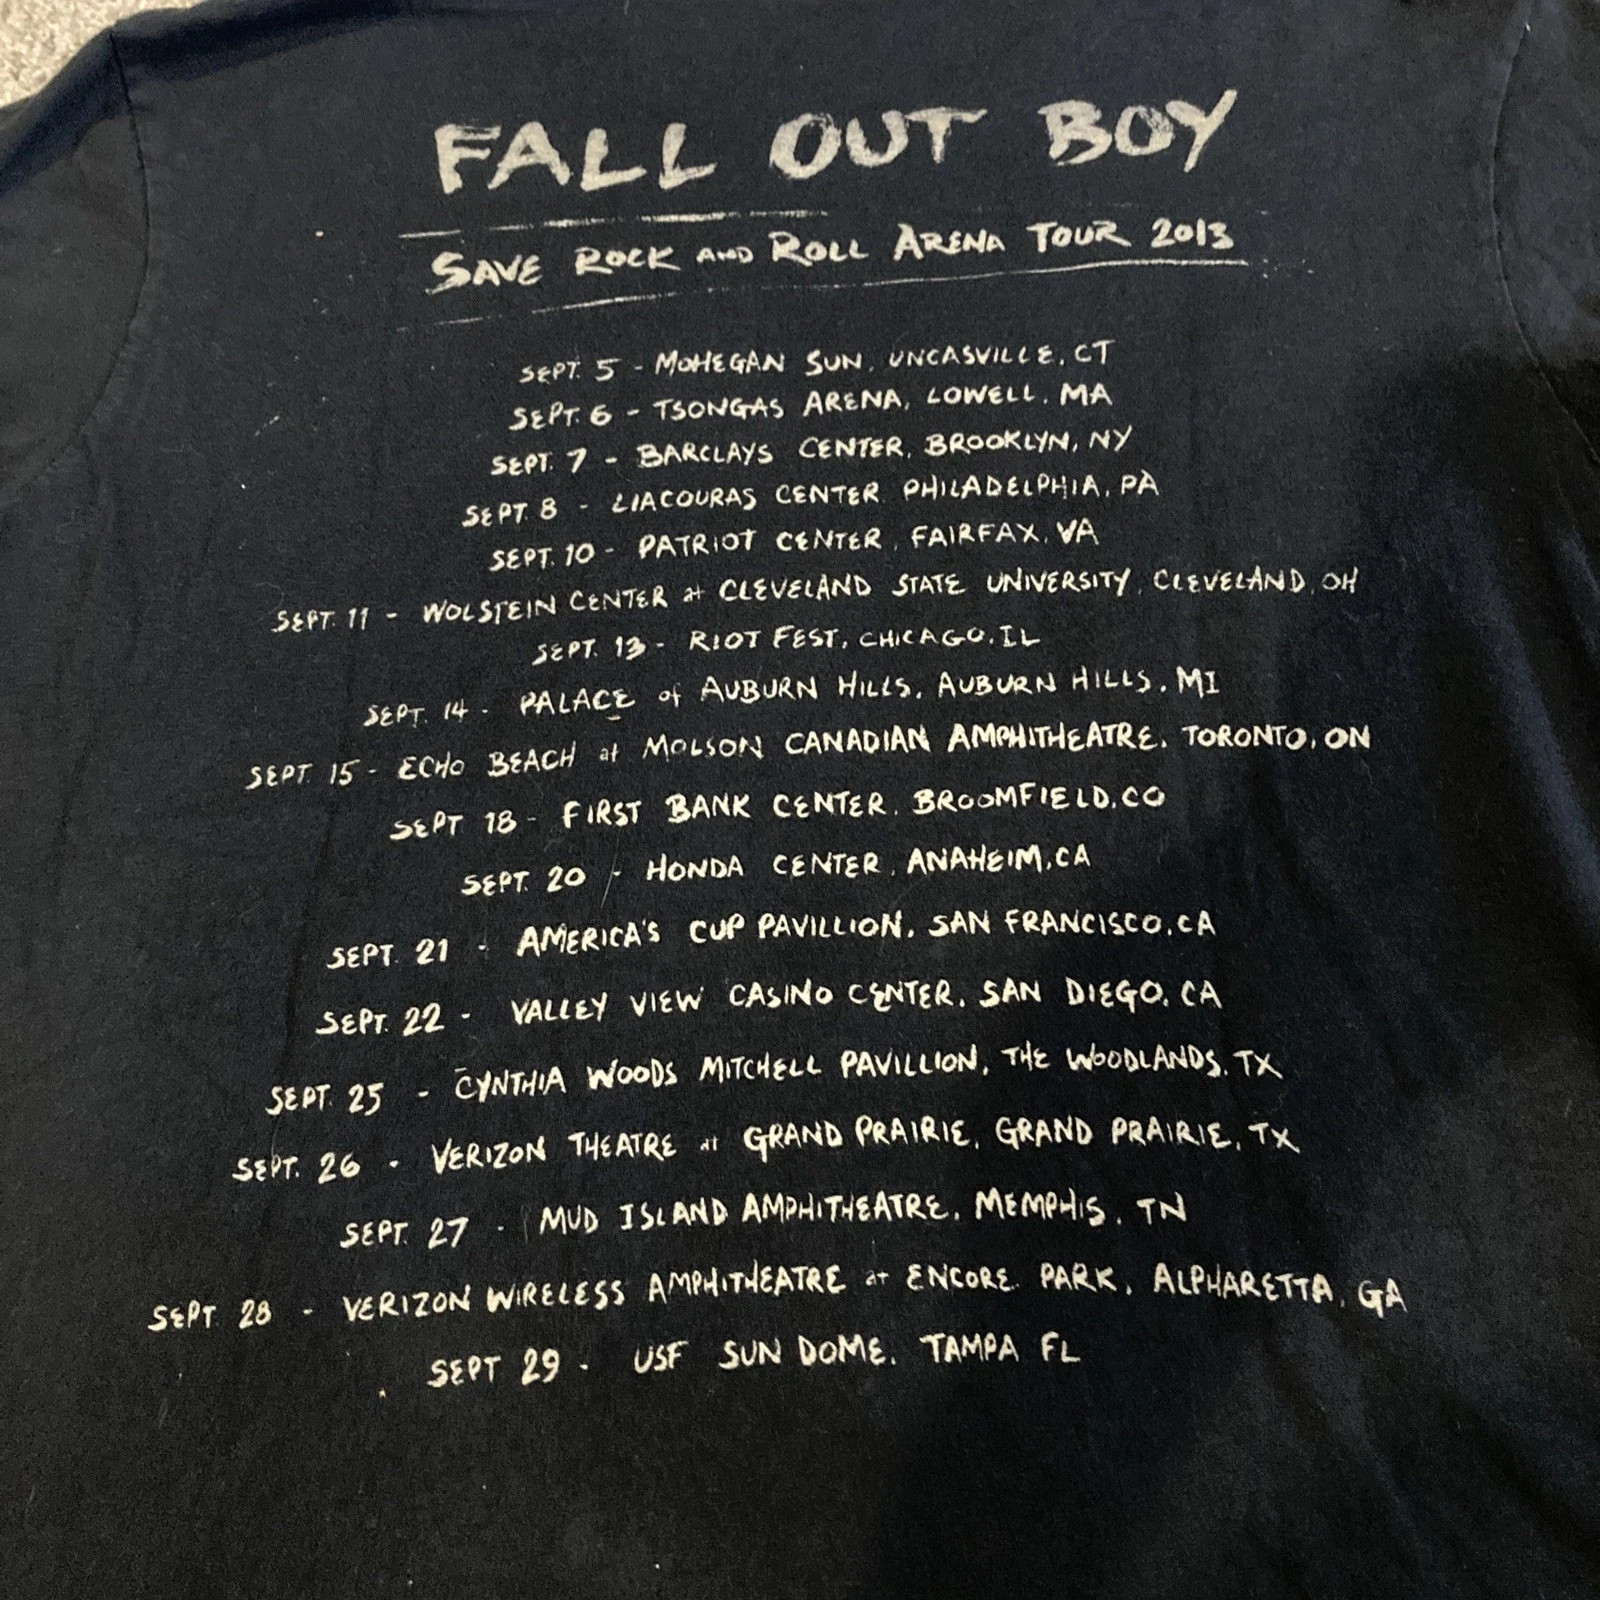 FALL OUT BOY
SAVE ROCK AND ROLL ARENA TOUR 2013
SEPT. 5 - MOHEGAN SUN, UNCASVILLE, CT
SEPT. 6 - TSONGAS ARENA, LOWELL, MA
SEPT. 7 - BARCLAYS CENTER, BROOKLYN, NY
SEPT. 8 - LIACOURAS CENTER, PHILADELPHIA, PA
SEPT. 10 - PATRIOT CENTER, FAIRFAX, VA
SEPT. 11 - WOLSTEIN CENTER at CLEVELAND STATE UNIVERSITY, CLEVELAND, OH
SEPT. 13 - RIOT FEST, CHICAGO, IL
SEPT. 14 - PALACE of AUBURN HILLS, AUBURN HILLS, MI
SEPT. 15 - ECHO BEACH at MOLSON CANADIAN AMPHITHEATRE, TORONTO, ON
SEPT 18 - FIRST BANK CENTER, BROOMFIELD, CO
SEPT. 20 - HONDA CENTER, ANAHEIM, CA
SEPT. 21 - AMERICA'S CUP PAVILLION, SAN FRANCISCO, CA
SEPT. 22 - VALLEY VIEW CASINO CENTER, SAN DIEGO, CA
SEPT. 25 - CYNTHIA WOODS MITCHELL PAVILLION, THE WOODLANDS, TX
SEPT. 26 - VERIZON THEATRE at GRAND PRAIRIE, GRAND PRAIRIE, TX
SEPT. 27 - MUD ISLAND AMPHITHEATRE, MEMPHIS, TN
SEPT 28 - VERIZON WIRELESS AMPHITHEATRE at ENCORE PARK, ALPHARETTA, GA
SEPT 29 - USF SUN DOME, TAMPA FL